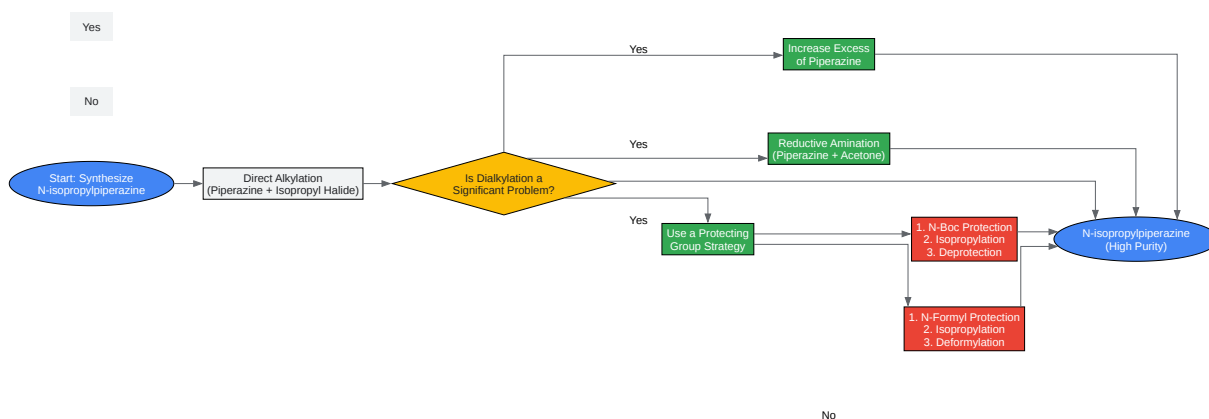 Yes
No
Start: Synthesize
N-isopropylpiperazine
Direct Alkylation
(Piperazine + Isopropyl Halide)
Is Dialkylation a
Significant Problem?
Yes
Increase Excess
of Piperazine
Yes
Reductive Amination
(Piperazine + Acetone)
Yes
Use a Protecting
Group Strategy
1. N-Boc Protection
2. Isopropylation
3. Deprotection
1. N-Formyl Protection
2. Isopropylation
3. Deformylation
N-isopropylpiperazine
(High Purity)
No